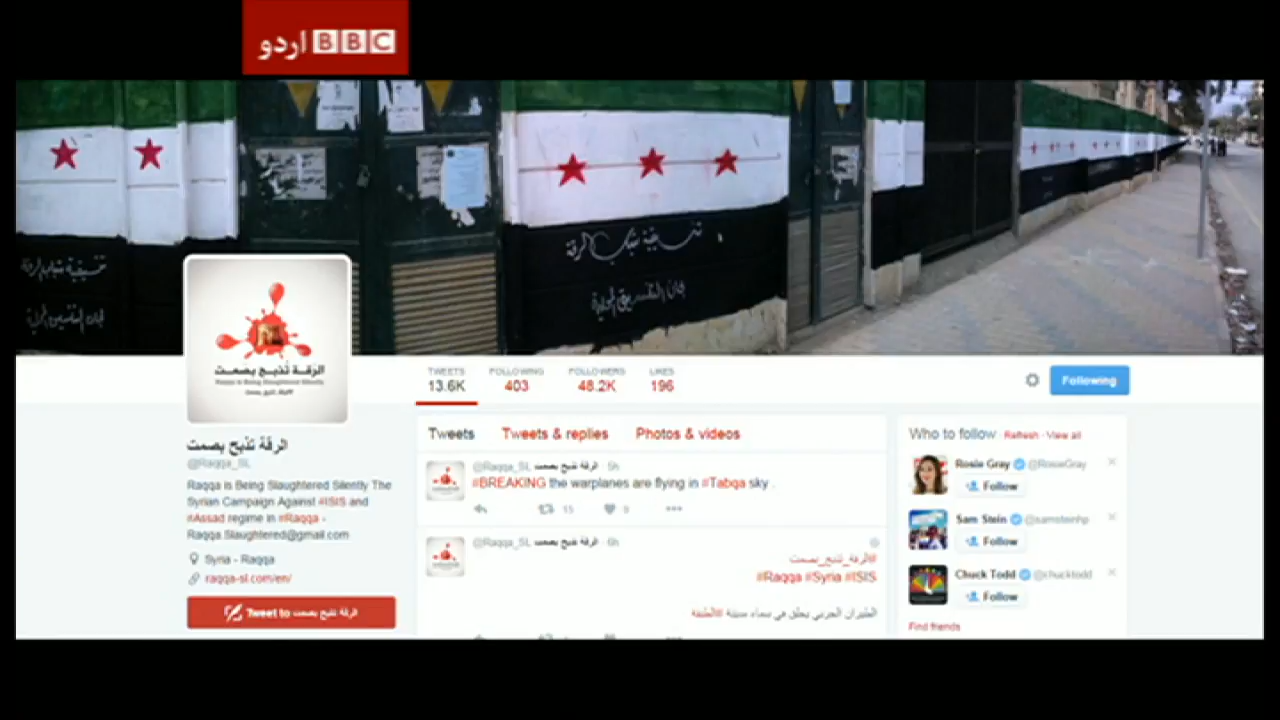 BBC اردو
الرقة تذبح بصمت
Raqqa is Being Slaughtered Silently
TWEETS
13.6K
FOLLOWING
403
FOLLOWERS
48.2K
LIKES
196
Following
الرقة تذبح بصمت
@Raqqa_SL
Raqqa is Being Slaughtered Silently The
Syrian Campaign Against #ISIS and
#Assad regime in #Raqqa -
Raqqa.Slaughtered@gmail.com
Syria - Raqqa
raqqa-sl.com/en/
Tweet to الرقة تذبح بصمت
Tweets Tweets & replies Photos & videos
@Raqqa_SL الرقة تذبح بصمت · 5h
#BREAKING the warplanes are flying in #Tabqa sky .
15 9
@Raqqa_SL الرقة تذبح بصمت · 6h
#الرقة_تذبح_بصمت
#Raqqa #Syria #ISIS
الطيران الحربي يحلق في سماء مدينة #الطبقة
Who to follow · Refresh · View all
Rosie Gray @RosieGray
Follow
Sam Stein @samsteinhp
Follow
Chuck Todd @chucktodd
Follow
Find friends